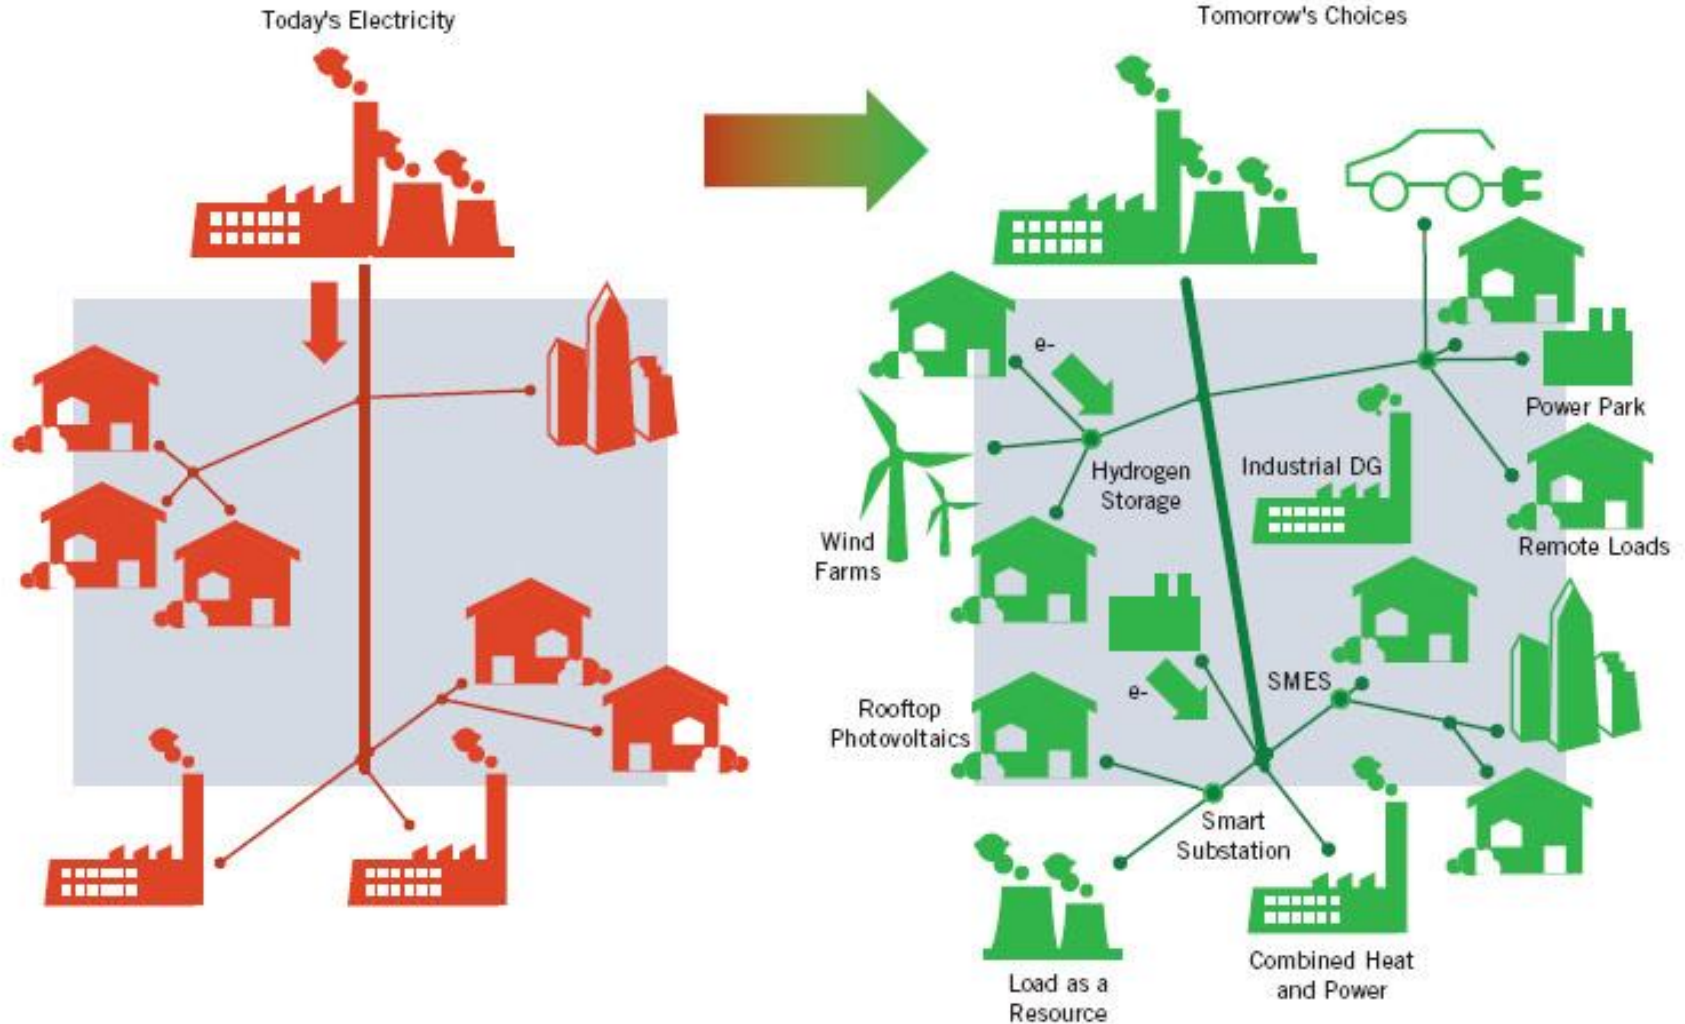 Today's Electricity
Tomorrow's Choices
e-
Power Park
Hydrogen
Storage
Industrial DG
Wind
Farms
Remote Loads
e-
SMES
Rooftop
Photovoltaics
Smart
Substation
Load as a
Resource
Combined Heat
and Power